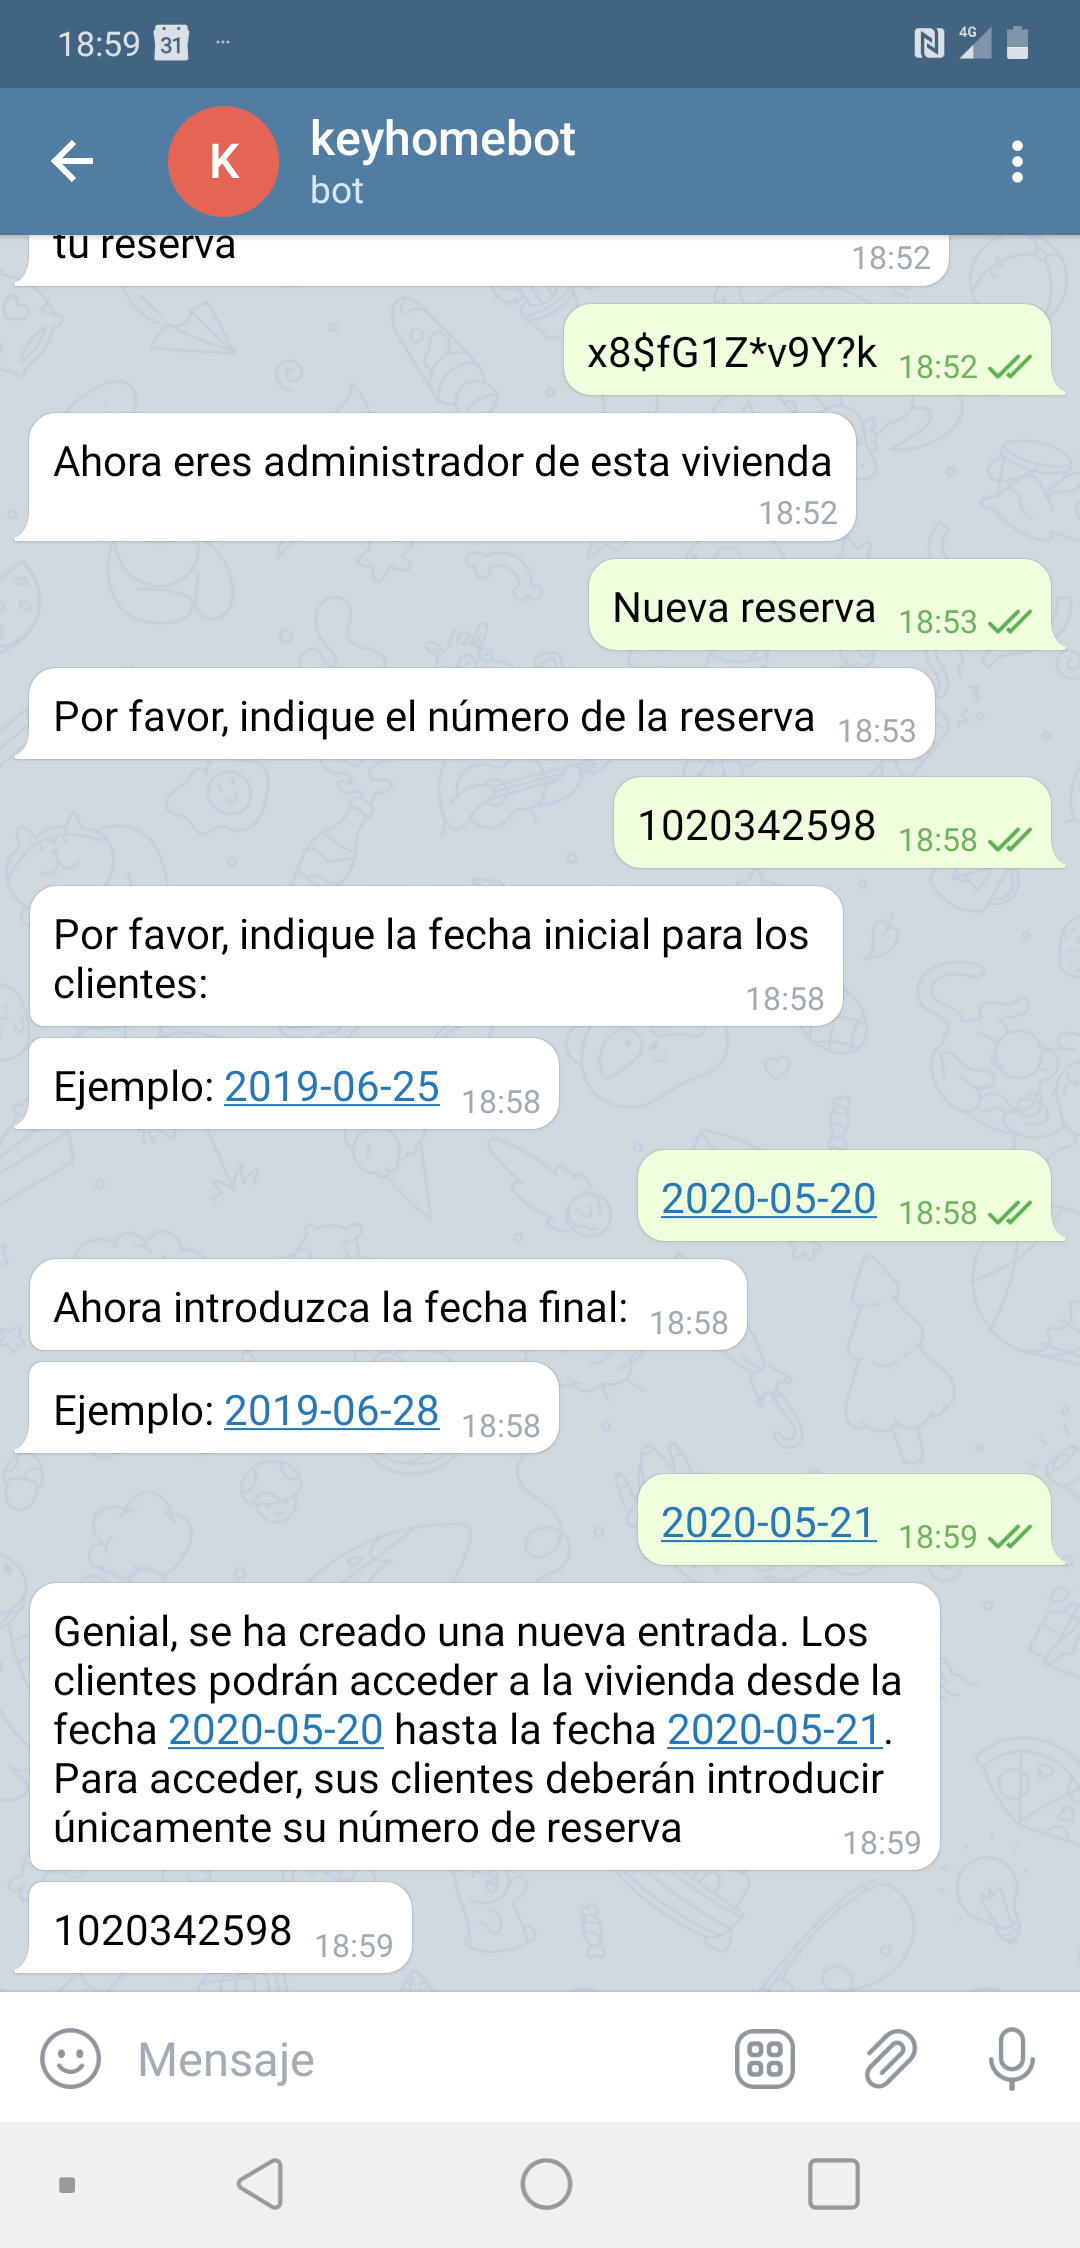 18:59 31 ...
4G
K
keyhomebot
bot
tu reserva
18:52
x8$fG1Z*v9Y?k 18:52
Ahora eres administrador de esta vivienda
18:52
Nueva reserva 18:53
Por favor, indique el número de la reserva 18:53
1020342598 18:58
Por favor, indique la fecha inicial para los
clientes:
18:58
Ejemplo: 2019-06-25 18:58
2020-05-20 18:58
Ahora introduzca la fecha final: 18:58
Ejemplo: 2019-06-28 18:58
2020-05-21 18:59
Genial, se ha creado una nueva entrada. Los
clientes podrán acceder a la vivienda desde la
fecha 2020-05-20 hasta la fecha 2020-05-21.
Para acceder, sus clientes deberán introducir
únicamente su número de reserva
18:59
1020342598 18:59
Mensaje